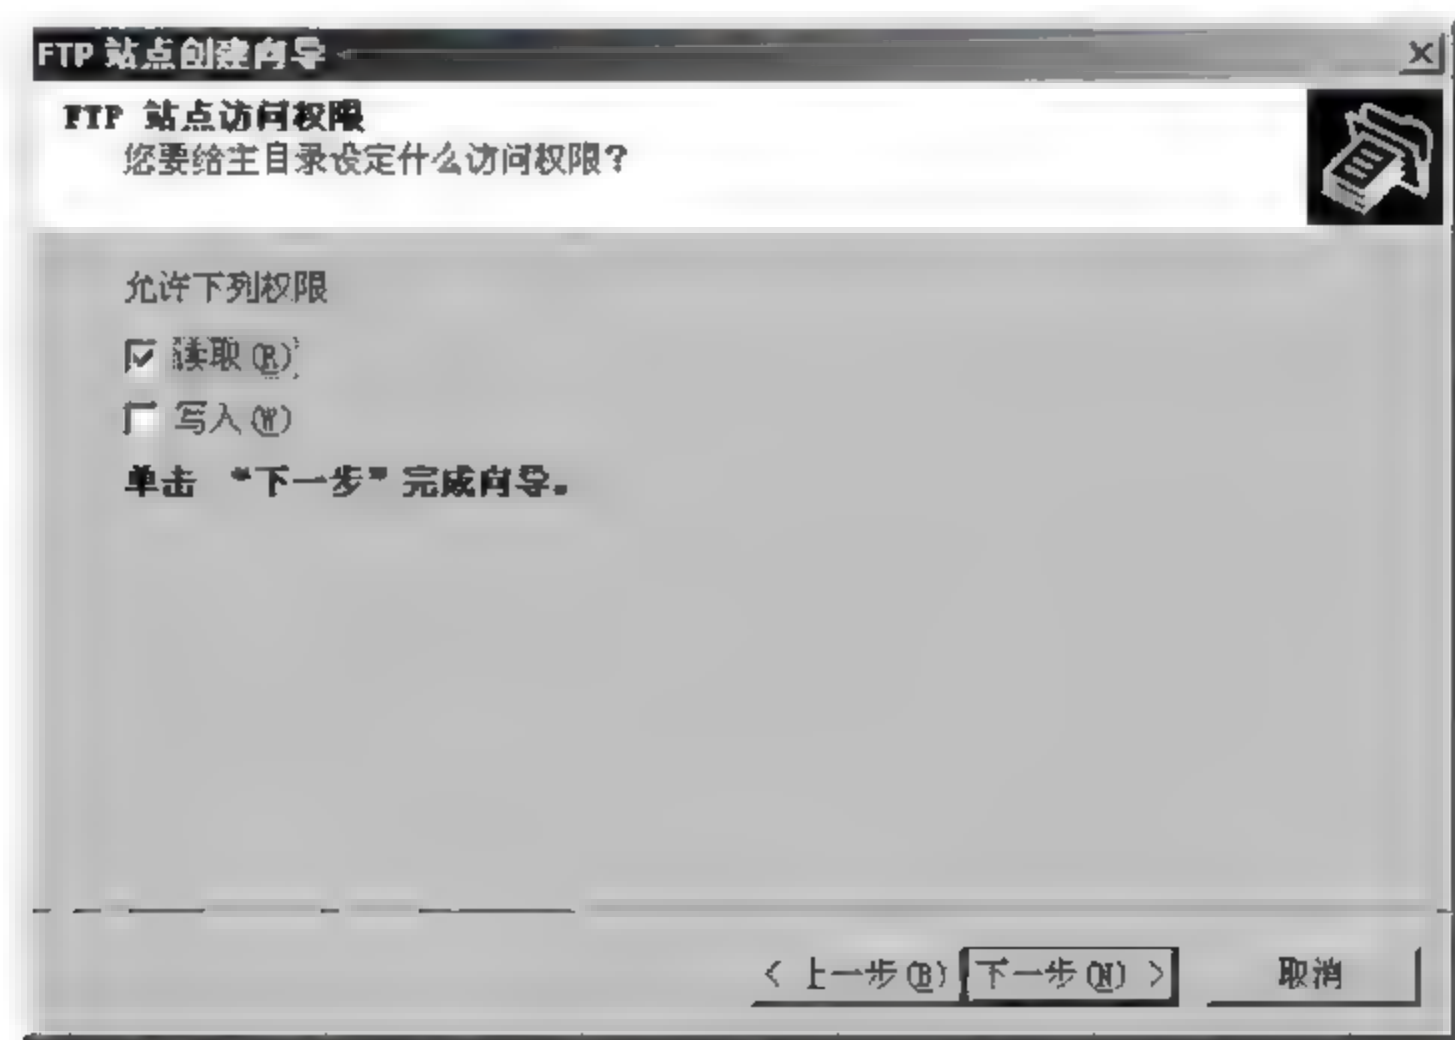 FTP 站点创建向导
FTP 站点访问权限
您要给主目录设定什么访问权限?
允许下列权限
读取(R)
写入(W)
单击 “下一步” 完成向导。
< 上一步(B) 下一步(N) > 取消